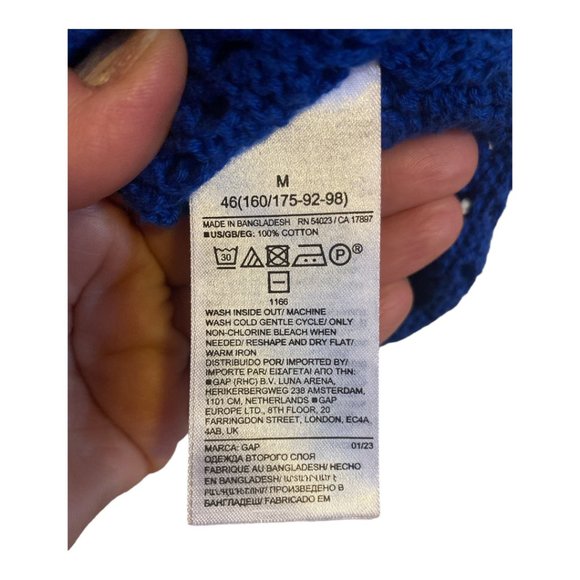 M
46(160/175-92-98)
MADE IN BANGLADESH RN 54023 / CA 17897
■US/GB/EG: 100% COTTON
30 P®
1166
WASH INSIDE OUT/ MACHINE
WASH COLD GENTLE CYCLE/ ONLY
NON-CHLORINE BLEACH WHEN
NEEDED/ RESHAPE AND DRY FLAT/
WARM IRON
DISTRIBUIDO POR/ IMPORTED BY/
IMPORTE PAR/ ΕΙΣΑΓΕΤΑΙ ΑΠΟ ΤΗΝ:
■GAP (RHC) B.V. LUNA ARENA,
HERIKERBERGWEG 238 AMSTERDAM,
1101 CM, NETHERLANDS ■GAP
EUROPE LTD., 8TH FLOOR, 20
FARRINGDON STREET, LONDON, EC4A
4AB, UK
MARCA: GAP 01/23
ОДЕЖДА ВТОРОГО СЛОЯ
FABRIQUE AU BANGLADESH/ HECHO
EN BANGLADESH/
ПРОИЗВЕДЕНО В
БАНГЛАДЕШ/ FABRICADO EM